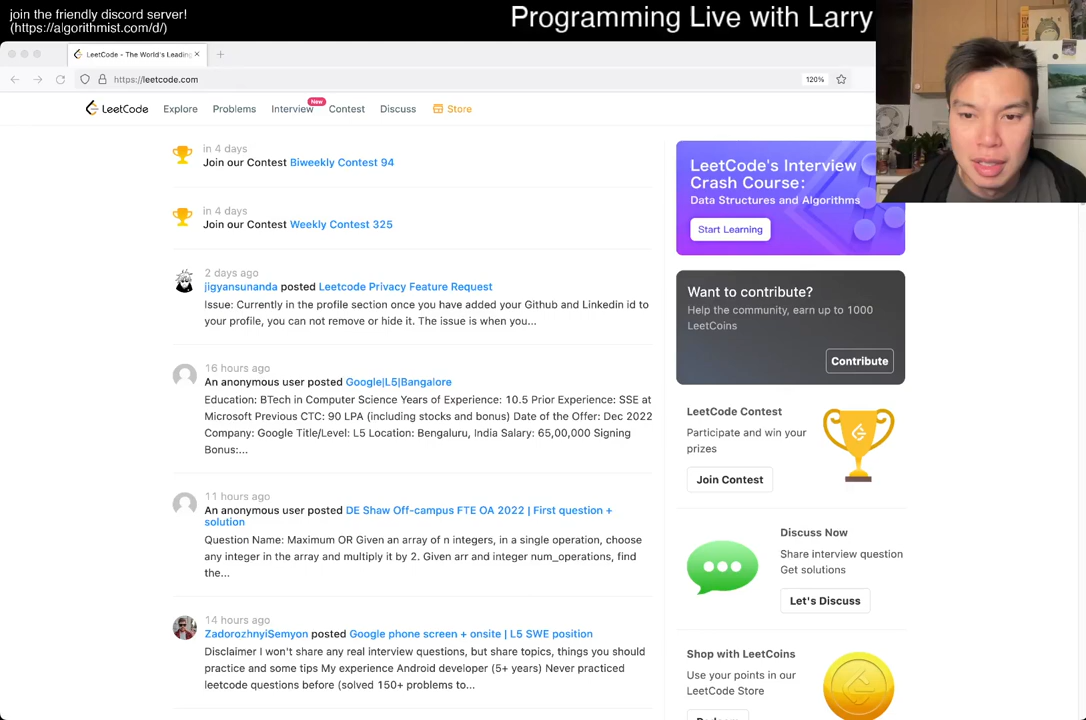 join the friendly discord server!
(https://algorithmist.com/d/)
Programming Live with Larry
LeetCode - The World's Leading
https://leetcode.com
120%
LeetCode
Explore
Problems
Interview
New
Contest
Discuss
Store
in 4 days
Join our Contest Biweekly Contest 94
in 4 days
Join our Contest Weekly Contest 325
2 days ago
jigyansunanda posted Leetcode Privacy Feature Request
Issue: Currently in the profile section once you have added your Github and Linkedin id to
your profile, you can not remove or hide it. The issue is when you...
16 hours ago
An anonymous user posted Google|L5|Bangalore
Education: BTech in Computer Science Years of Experience: 10.5 Prior Experience: SSE at
Microsoft Previous CTC: 90 LPA (including stocks and bonus) Date of the Offer: Dec 2022
Company: Google Title/Level: L5 Location: Bengaluru, India Salary: 65,00,000 Signing
Bonus:...
11 hours ago
An anonymous user posted DE Shaw Off-campus FTE OA 2022 | First question +
solution
Question Name: Maximum OR Given an array of n integers, in a single operation, choose
any integer in the array and multiply it by 2. Given arr and integer num_operations, find
the...
14 hours ago
ZadorozhnyiSemyon posted Google phone screen + onsite | L5 SWE position
Disclaimer I won't share any real interview questions, but share topics, things you should
practice and some tips My experience Android developer (5+ years) Never practiced
leetcode questions before (solved 150+ problems to...
LeetCode's Interview
Crash Course:
Data Structures and Algorithms
Start Learning
Want to contribute?
Help the community, earn up to 1000
LeetCoins
Contribute
LeetCode Contest
Participate and win your
prizes
Join Contest
Discuss Now
Share interview question
Get solutions
Let's Discuss
Shop with LeetCoins
Use your points in our
LeetCode Store